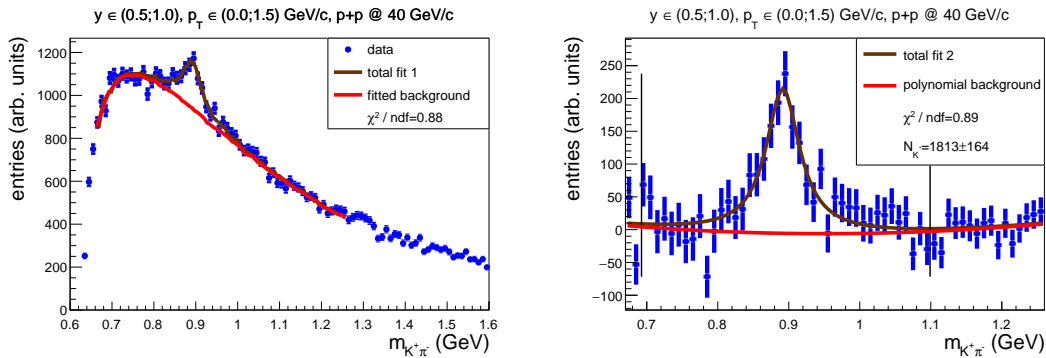 y ∈ (0.5;1.0), p_T ∈ (0.0;1.5) GeV/c, p+p @ 40 GeV/c
entries (arb. units)
1200
1000
800
600
400
200
0
data
total fit 1
fitted background
χ² / ndf=0.88
0.6 0.7 0.8 0.9 1 1.1 1.2 1.3 1.4 1.5 1.6
m_{K⁺π⁻} (GeV)
y ∈ (0.5;1.0), p_T ∈ (0.0;1.5) GeV/c, p+p @ 40 GeV/c
entries (arb. units)
250
200
150
100
50
0
−50
−100
total fit 2
polynomial background
χ² / ndf=0.89
N_K*=1813±164
0.7 0.8 0.9 1 1.1 1.2
m_{K⁺π⁻} (GeV)